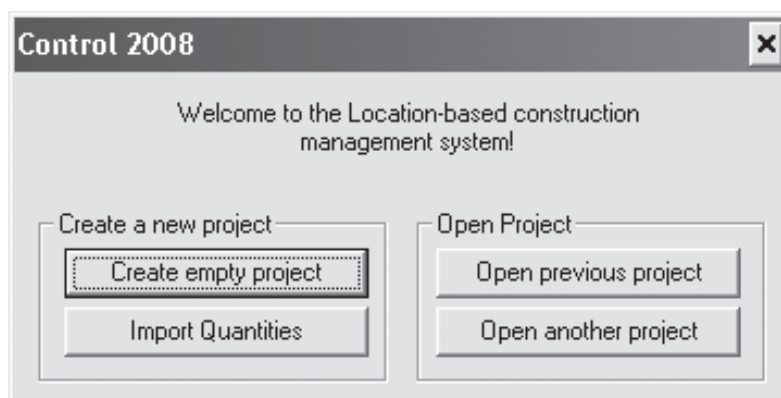 Control 2008
Welcome to the Location-based construction
management system!
Create a new project
Create empty project
Import Quantities
Open Project
Open previous project
Open another project